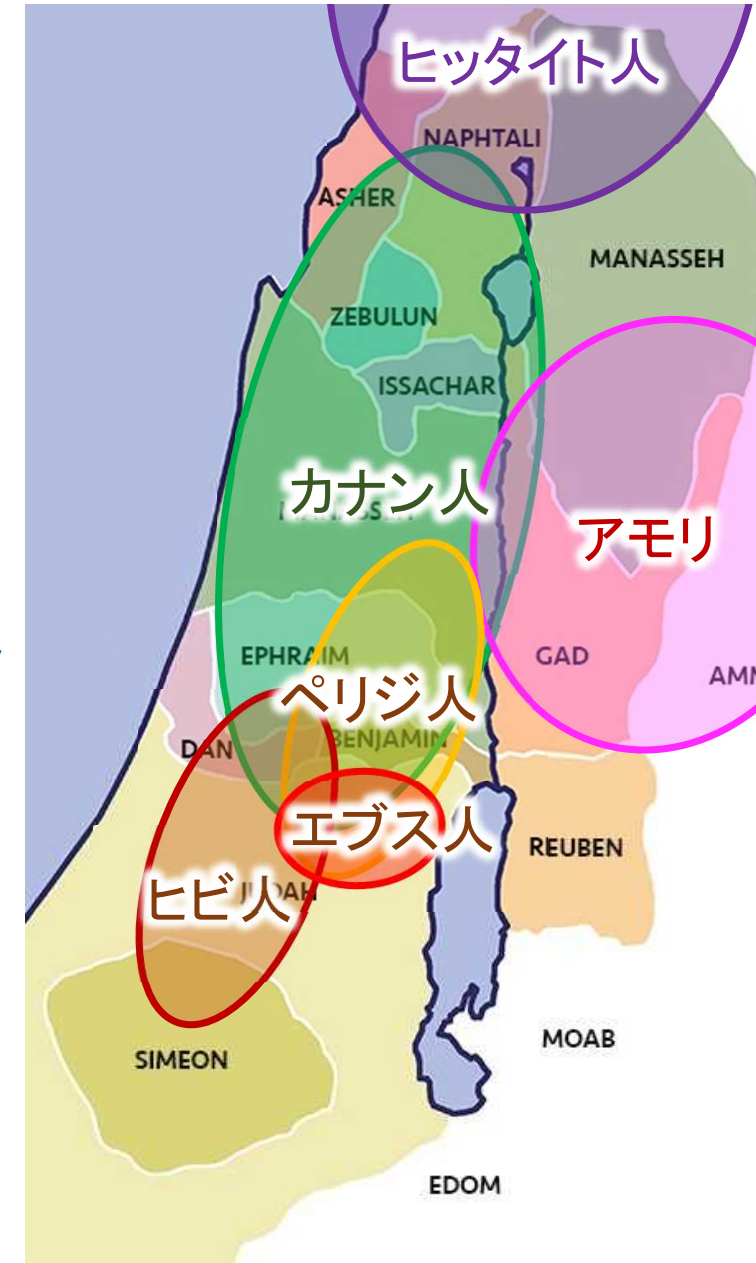 ヒッタイト人
NAPHTALI
ASHER
MANASSEH
ZEBULUN
ISSACHAR
カナン人
アモリ
EPHRAIM
GAD
ペリジ人
BENJAMIN
DAN
エブス人
REUBEN
ヒビ人
JUDAH
MOAB
SIMEON
EDOM